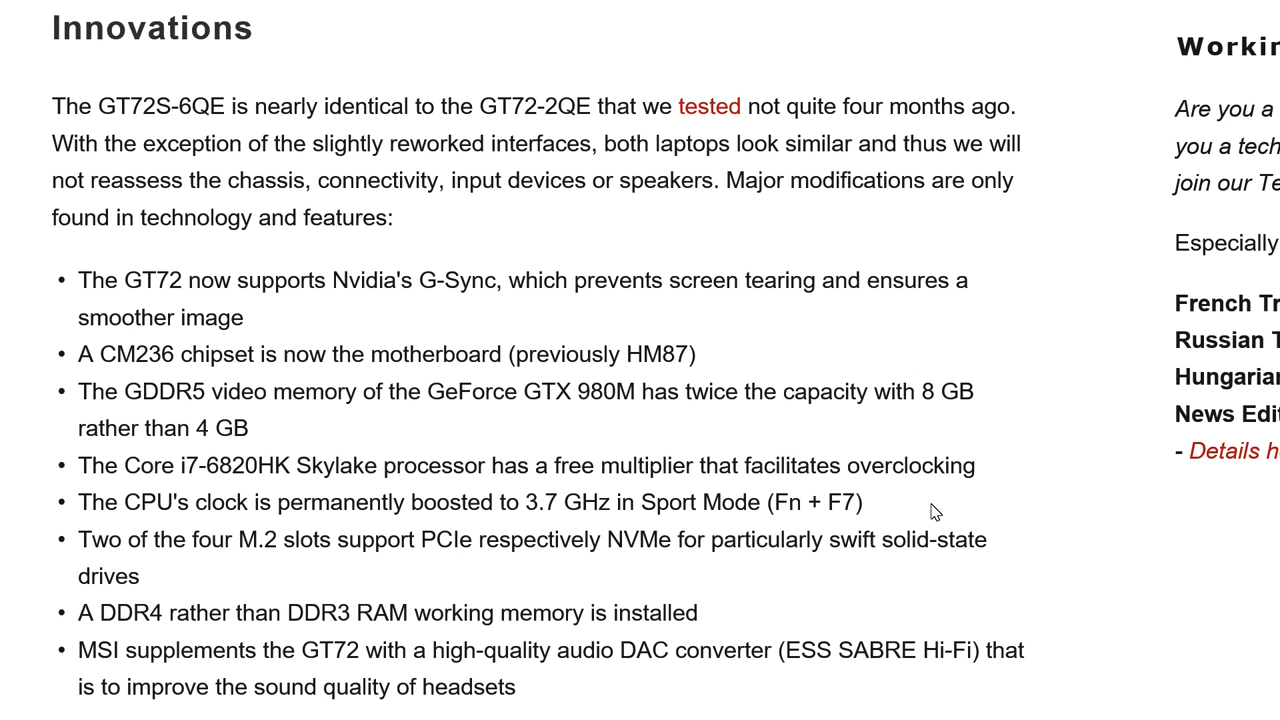 Innovations
The GT72S-6QE is nearly identical to the GT72-2QE that we tested not quite four months ago.
With the exception of the slightly reworked interfaces, both laptops look similar and thus we will
not reassess the chassis, connectivity, input devices or speakers. Major modifications are only
found in technology and features:
• The GT72 now supports Nvidia's G-Sync, which prevents screen tearing and ensures a
smoother image
• A CM236 chipset is now the motherboard (previously HM87)
• The GDDR5 video memory of the GeForce GTX 980M has twice the capacity with 8 GB
rather than 4 GB
• The Core i7-6820HK Skylake processor has a free multiplier that facilitates overclocking
• The CPU's clock is permanently boosted to 3.7 GHz in Sport Mode (Fn + F7)
• Two of the four M.2 slots support PCIe respectively NVMe for particularly swift solid-state
drives
• A DDR4 rather than DDR3 RAM working memory is installed
• MSI supplements the GT72 with a high-quality audio DAC converter (ESS SABRE Hi-Fi) that
is to improve the sound quality of headsets
Are you a
you a
join our
Especially
French
Russian
News
- Details